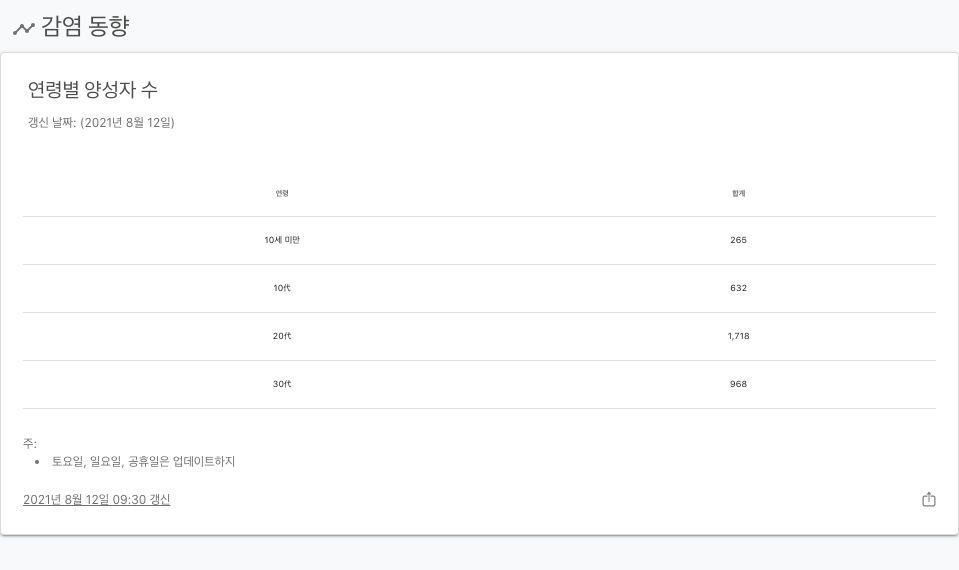 감염 동향
연령별 양성자 수
갱신 날짜: (2021년 8월 12일)
연령 합계
10세 미만 265
10代 632
20代 1,718
30代 968
주:
• 토요일, 일요일, 공휴일은 업데이트하지
2021년 8월 12일 09:30 갱신